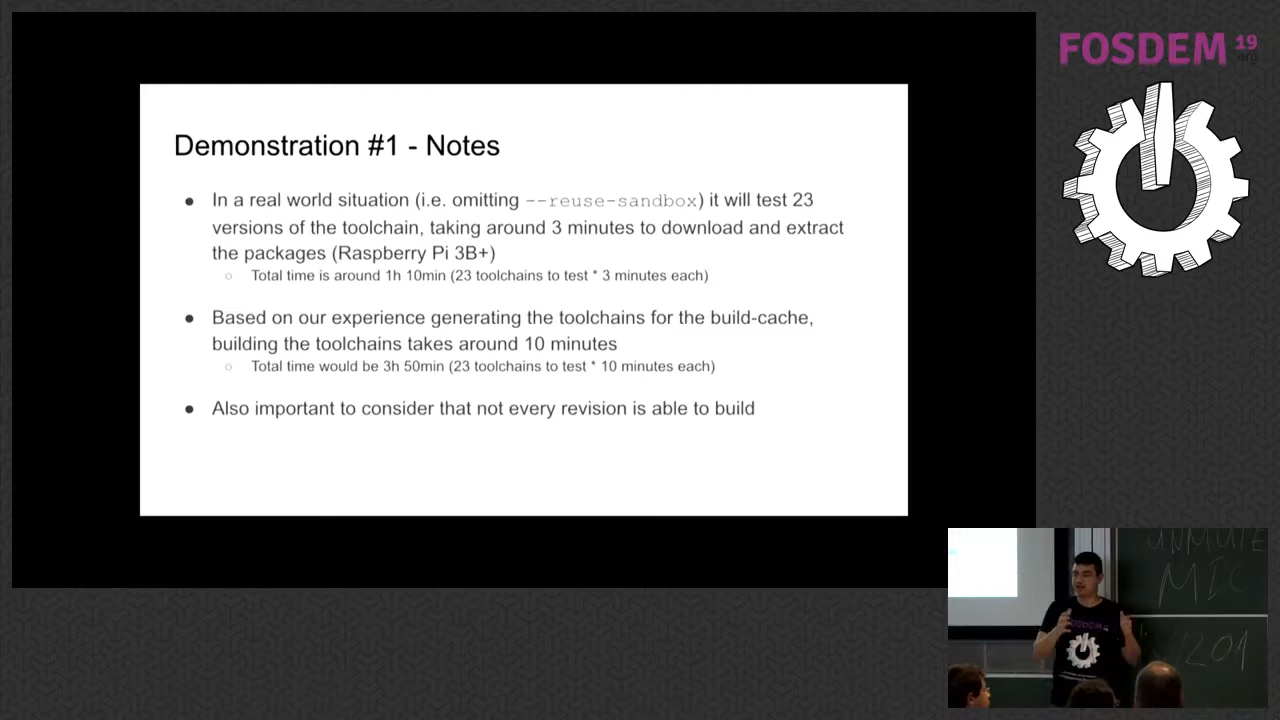 FOSDEM 19
.org
Demonstration #1 - Notes
● In a real world situation (i.e. omitting --reuse-sandbox) it will test 23
versions of the toolchain, taking around 3 minutes to download and extract
the packages (Raspberry Pi 3B+)
○ Total time is around 1h 10min (23 toolchains to test * 3 minutes each)
● Based on our experience generating the toolchains for the build-cache,
building the toolchains takes around 10 minutes
○ Total time would be 3h 50min (23 toolchains to test * 10 minutes each)
● Also important to consider that not every revision is able to build
UNMUTE
MIC
FOSDEM